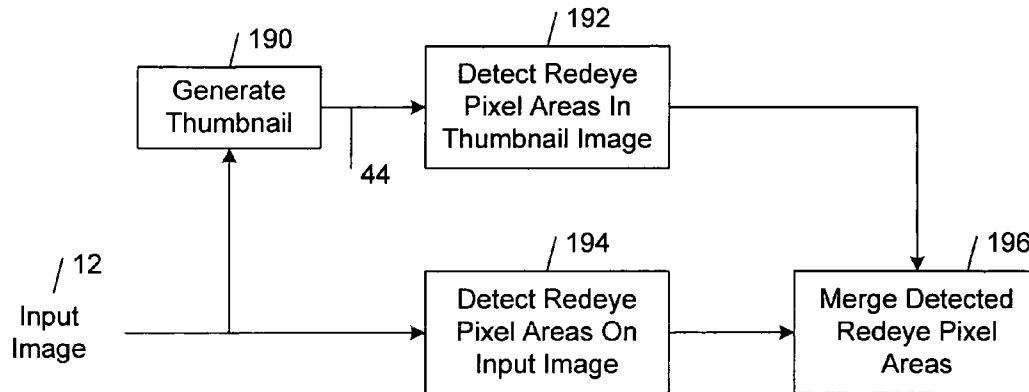 190
Generate
Thumbnail
44
192
Detect Redeye
Pixel Areas In
Thumbnail Image
12
Input
Image
194
Detect Redeye
Pixel Areas On
Input Image
196
Merge Detected
Redeye Pixel
Areas